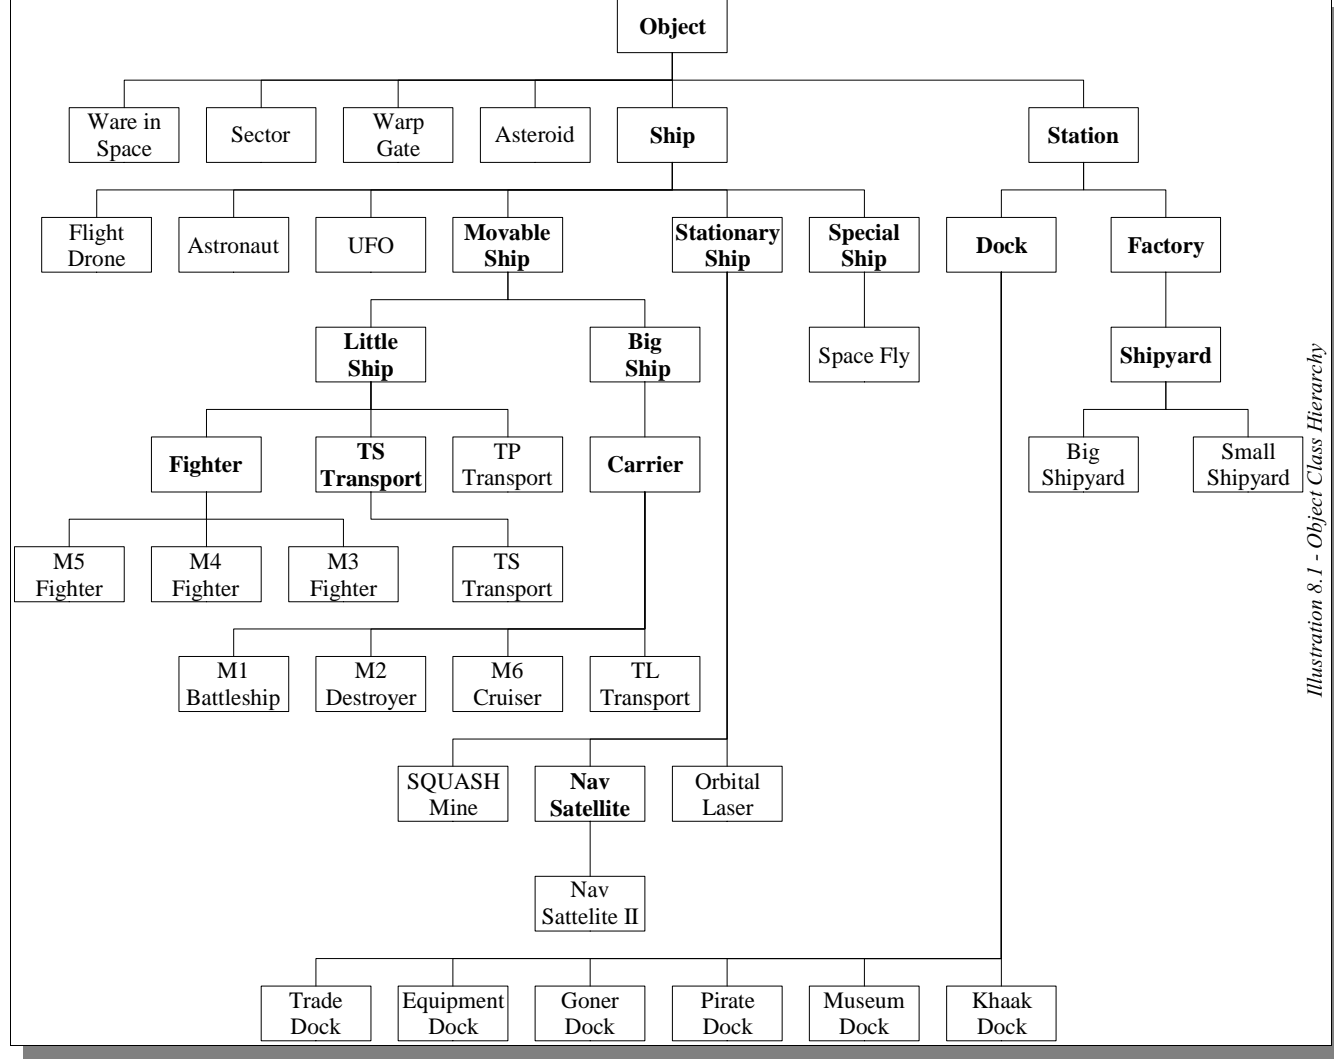 Object
Ware in
Space
Sector
Warp
Gate
Asteroid
Ship
Station
Flight
Drone
Astronaut
UFO
Movable
Ship
Stationary
Ship
Special
Ship
Dock
Factory
Little
Ship
Big
Ship
Space Fly
Shipyard
Fighter
TS
Transport
TP
Transport
Carrier
Big
Shipyard
Small
Shipyard
M5
Fighter
M4
Fighter
M3
Fighter
TS
Transport
M1
Battleship
M2
Destroyer
M6
Cruiser
TL
Transport
SQUASH
Mine
Nav
Satellite
Orbital
Laser
Nav
Sattelite II
Trade
Dock
Equipment
Dock
Goner
Dock
Pirate
Dock
Museum
Dock
Khaak
Dock
Illustration 8.1 - Object Class Hierarchy